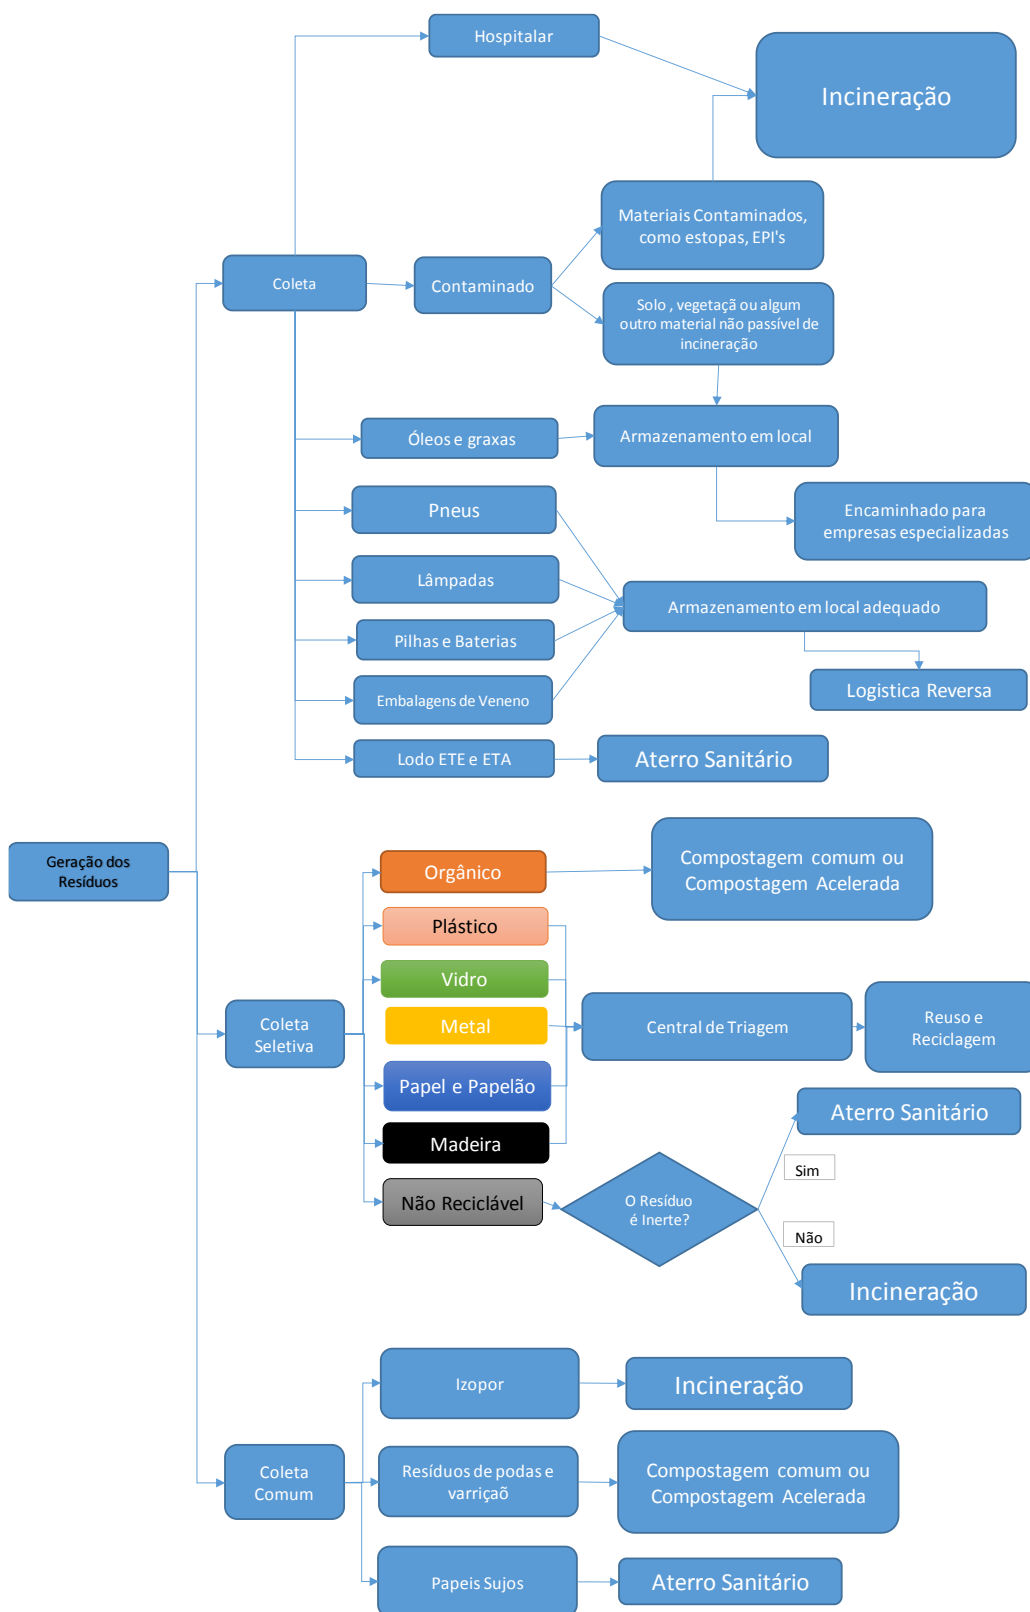 Hospitalar
Incineração
Materiais Contaminados,
como estopas, EPI's
Coleta
Contaminado
Solo , vegetaçã ou algum
outro material não passível de
incineração
Óleos e graxas
Armazenamento em local
Pneus
Encaminhado para
empresas especializadas
Lâmpadas
Armazenamento em local adequado
Pilhas e Baterias
Embalagens de Veneno
Logistica Reversa
Lodo ETE e ETA
Aterro Sanitário
Geração dos
Resíduos
Orgânico
Compostagem comum ou
Compostagem Acelerada
Plástico
Vidro
Coleta
Seletiva
Metal
Central de Triagem
Reuso e
Reciclagem
Papel e Papelão
Aterro Sanitário
Madeira
Sim
Não Reciclável
O Resíduo
é Inerte?
Não
Incineração
Izopor
Incineração
Coleta
Comum
Resíduos de podas e
varriçaõ
Compostagem comum ou
Compostagem Acelerada
Papeis Sujos
Aterro Sanitário